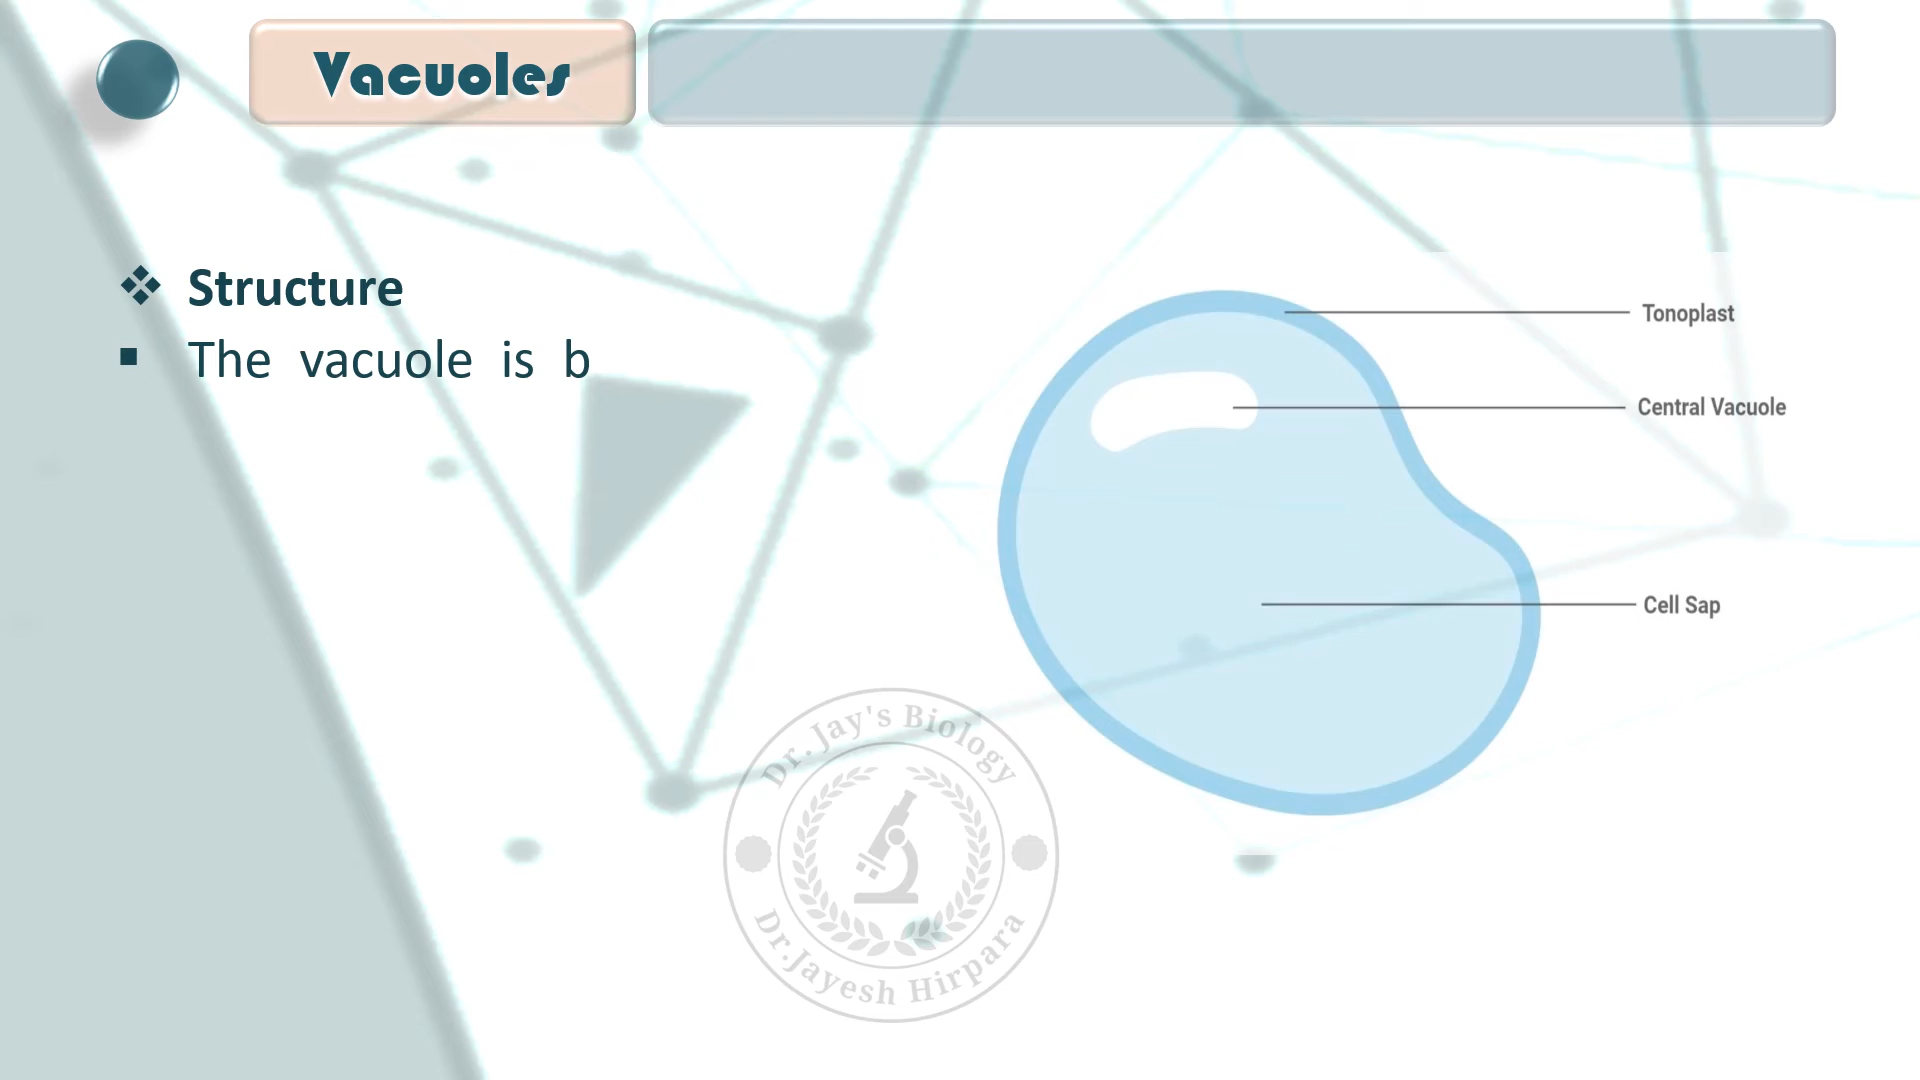 Vacuoles
❖ Structure
▪ The vacuole is b
Tonoplast
Central Vacuole
Cell Sap
Dr. Jay's Biology
Dr.Jayesh Hirpara